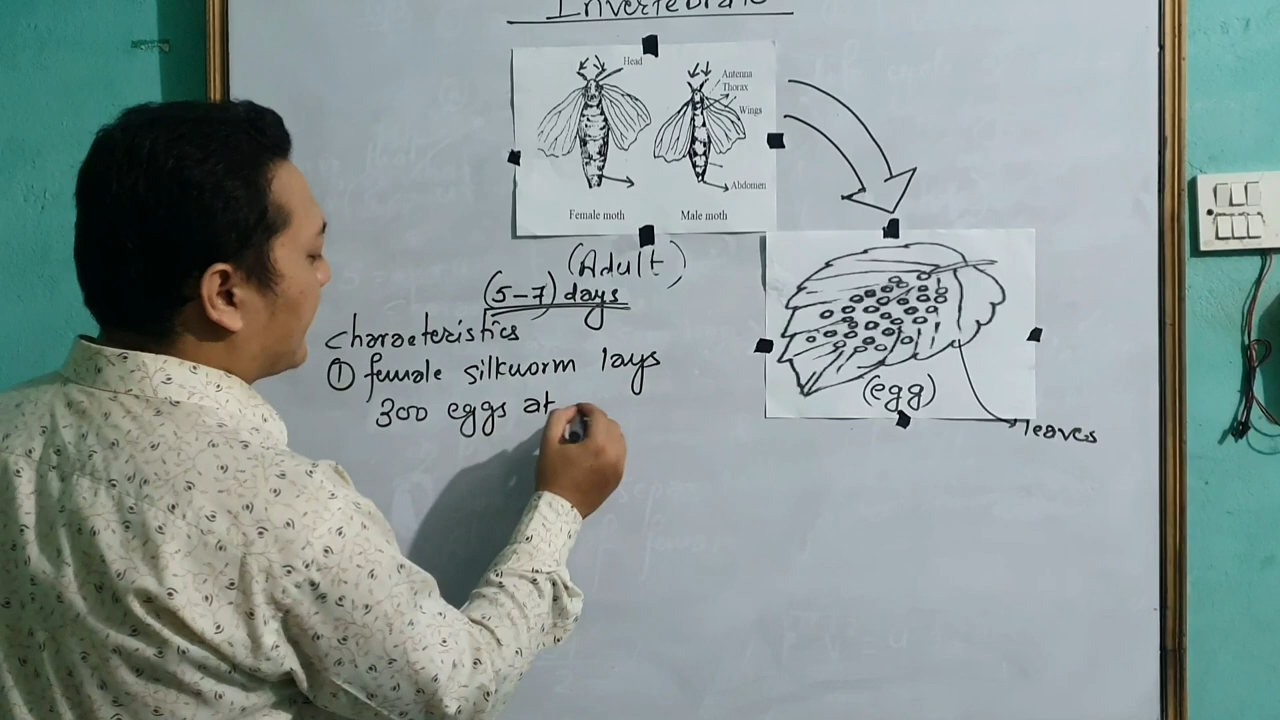 Invertebrate
Head
Antenna
Thorax
Wings
Abdomen
Female moth
Male moth
(Adult)
(5-7) days
characteristics
① female silkworm lays
300 eggs at
(egg)
leaves